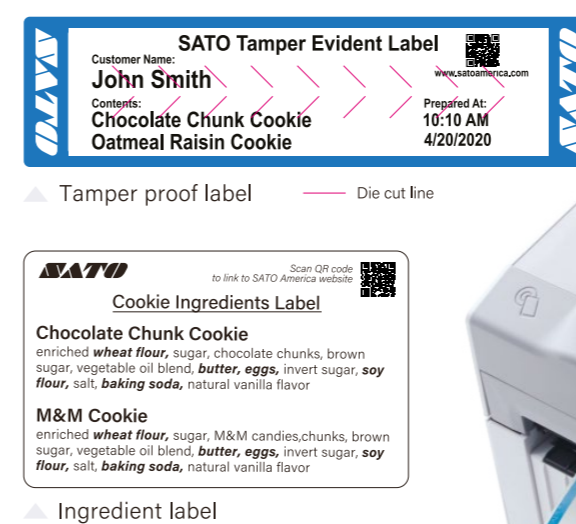 SATO
SATO Tamper Evident Label
Customer Name:
John Smith
www.satoamerica.com
Contents:
Chocolate Chunk Cookie
Oatmeal Raisin Cookie
Prepared At:
10:10 AM
4/20/2020
SATO
Tamper proof label
Die cut line
SATO
Scan QR code
to link to SATO America website
Cookie Ingredients Label
Chocolate Chunk Cookie
enriched wheat flour, sugar, chocolate chunks, brown
sugar, vegetable oil blend, butter, eggs, invert sugar, soy
flour, salt, baking soda, natural vanilla flavor
M&M Cookie
enriched wheat flour, sugar, M&M candies,chunks, brown
sugar, vegetable oil blend, butter, eggs, invert sugar, soy
flour, salt, baking soda, natural vanilla flavor
Ingredient label